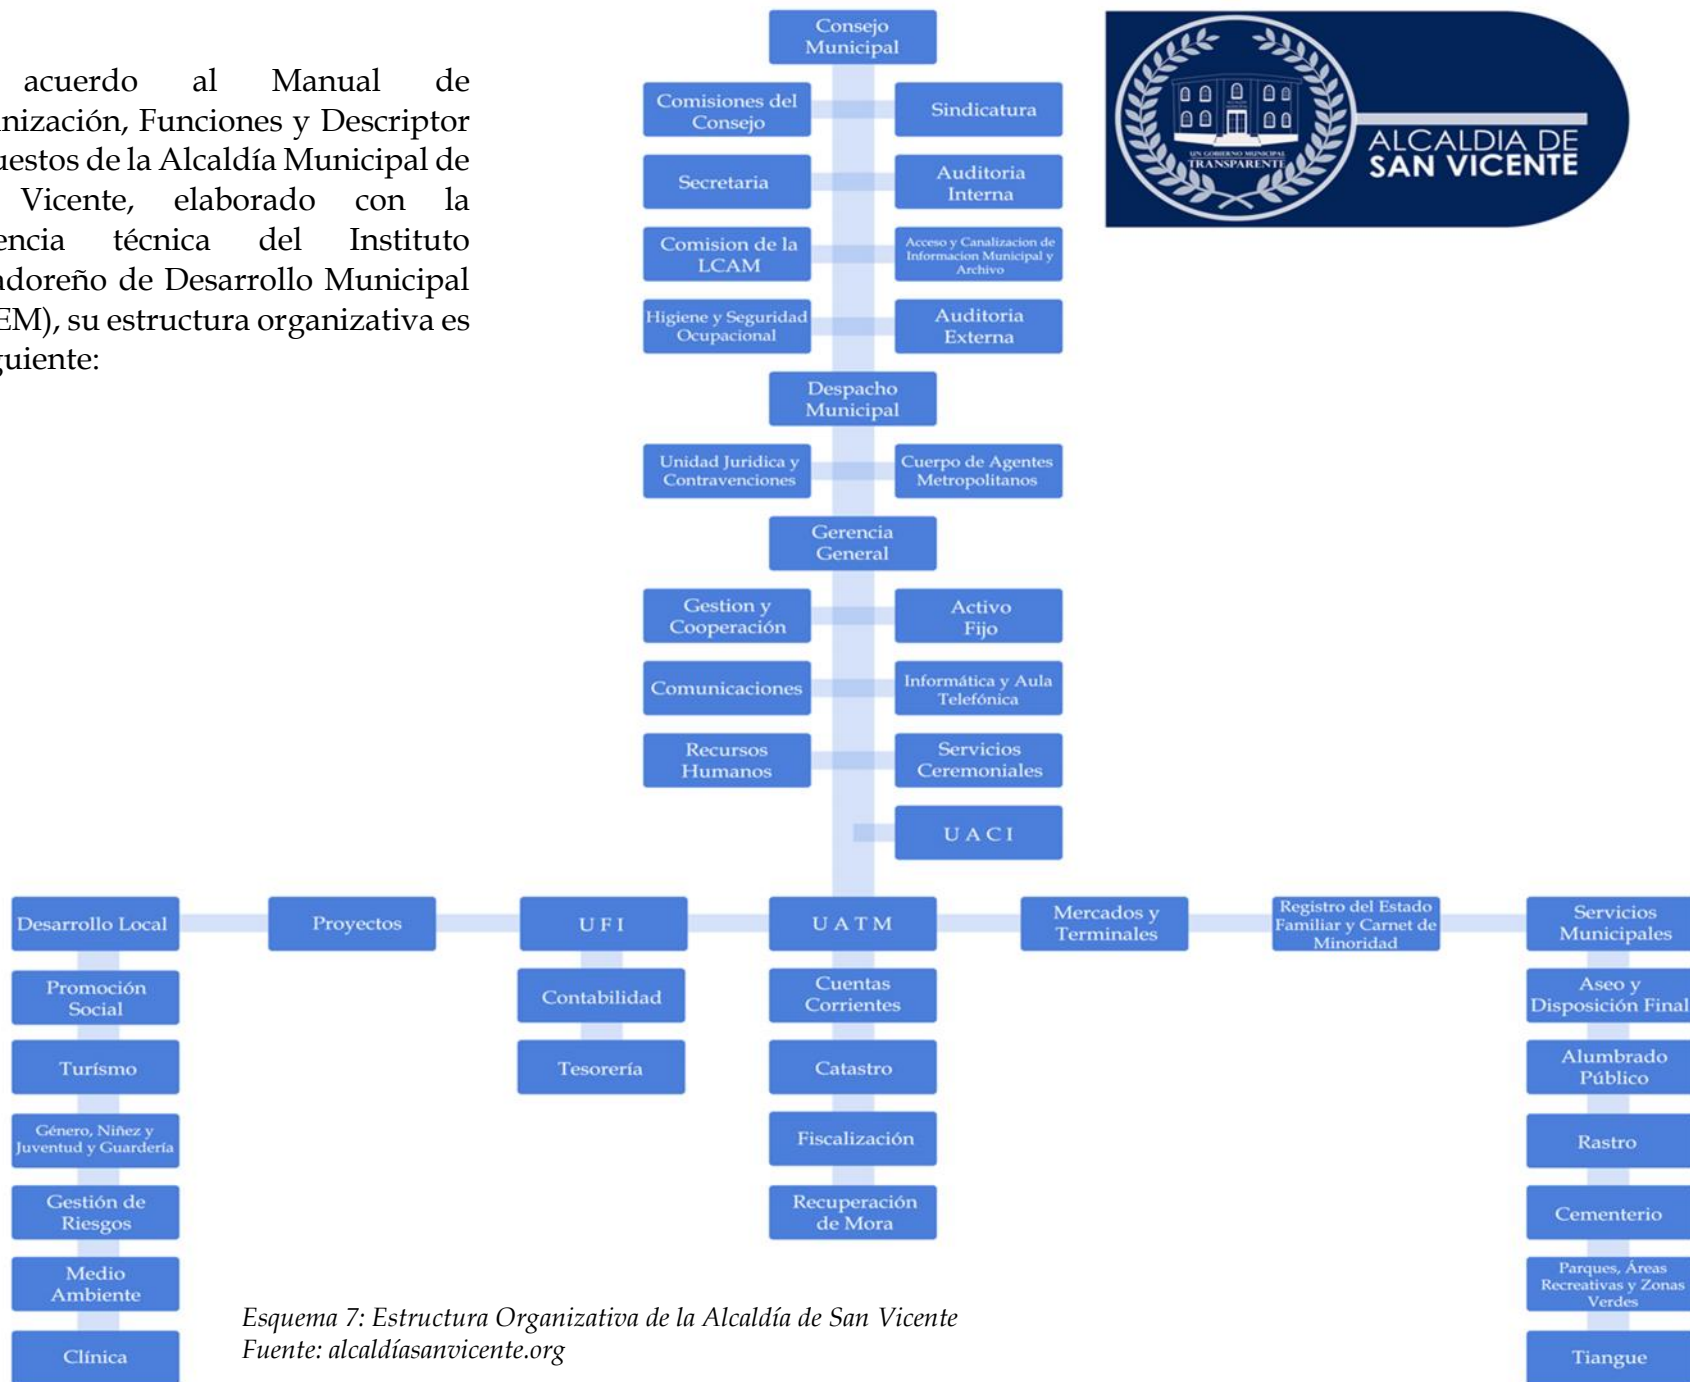 acuerdo al Manual de
nización, Funciones y Descriptor
uestos de la Alcaldía Municipal de
Vicente, elaborado con la
encia técnica del Instituto
adoreño de Desarrollo Municipal
EM), su estructura organizativa es
guiente:
UN GOBIERNO MUNICIPAL
TRANSPARENTE
ALCALDIA DE
SAN VICENTE
Consejo
Municipal
Comisiones del
Consejo
Sindicatura
Secretaria
Auditoria
Interna
Comision de la
LCAM
Acceso y Canalizacion de
Informacion Municipal y
Archivo
Higiene y Seguridad
Ocupacional
Auditoria
Externa
Despacho
Municipal
Unidad Juridica y
Contravenciones
Cuerpo de Agentes
Metropolitanos
Gerencia
General
Gestion y
Cooperación
Activo
Fijo
Comunicaciones
Informática y Aula
Telefónica
Recursos
Humanos
Servicios
Ceremoniales
U A C I
Desarrollo Local
Proyectos
U F I
U A T M
Mercados y
Terminales
Registro del Estado
Familiar y Carnet de
Minoridad
Servicios
Municipales
Promoción
Social
Turísmo
Género, Niñez y
Juventud y Guardería
Gestión de
Riesgos
Medio
Ambiente
Clínica
Contabilidad
Tesorería
Cuentas
Corrientes
Catastro
Fiscalización
Recuperación
de Mora
Aseo y
Disposición Final
Alumbrado
Público
Rastro
Cementerio
Parques, Áreas
Recreativas y Zonas
Verdes
Tiangue
Esquema 7: Estructura Organizativa de la Alcaldía de San Vicente
Fuente: alcaldíasanvicente.org